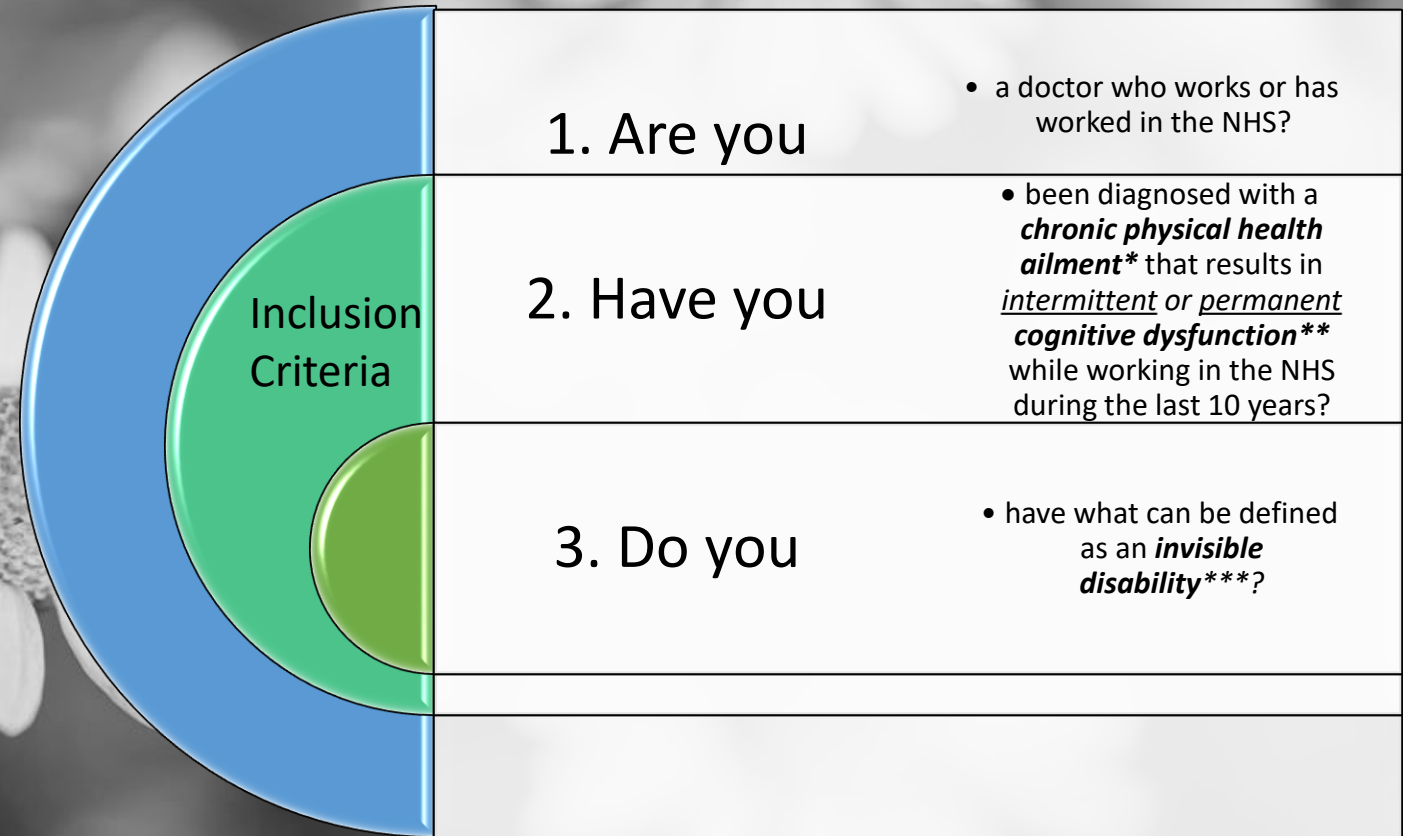 Inclusion
Criteria
1. Are you
• a doctor who works or has
worked in the NHS?
2. Have you
• been diagnosed with a
chronic physical health
ailment* that results in
intermittent or permanent
cognitive dysfunction**
while working in the NHS
during the last 10 years?
3. Do you
• have what can be defined
as an invisible
disability***?